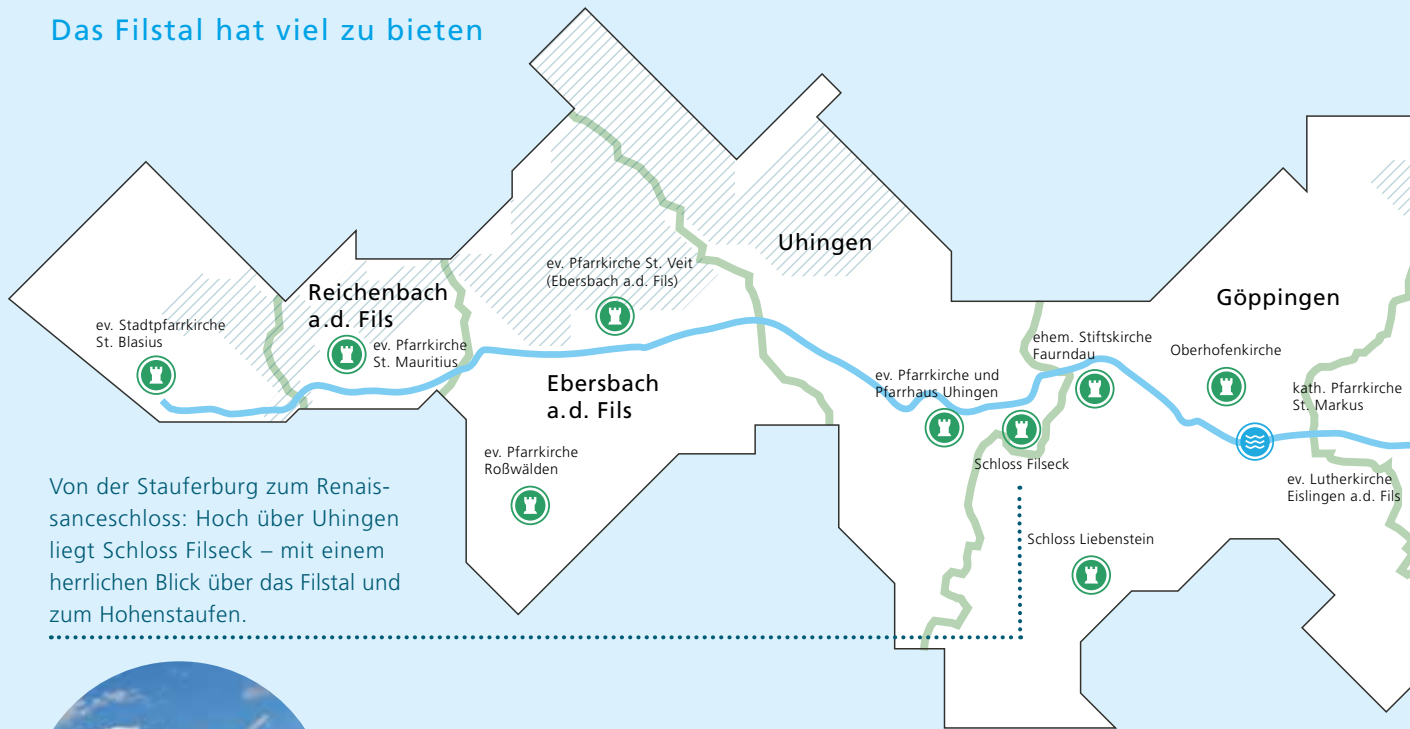 Das Filstal hat viel zu bieten
ev. Stadtpfarrkirche
St. Blasius
Reichenbach
a.d. Fils
ev. Pfarrkirche
St. Mauritius
ev. Pfarrkirche St. Veit
(Ebersbach a.d. Fils)
Ebersbach
a.d. Fils
ev. Pfarrkirche
Roßwälden
Uhingen
ev. Pfarrkirche und
Pfarrhaus Uhingen
Schloss Filseck
ehem. Stiftskirche
Faurndau
Göppingen
Oberhofenkirche
kath. Pfarrkirche
St. Markus
ev. Lutherkirche
Eislingen a.d. Fils
Schloss Liebenstein
Von der Stauferburg zum Renais-
sanceschloss: Hoch über Uhingen
liegt Schloss Filseck – mit einem
herrlichen Blick über das Filstal und
zum Hohenstaufen.